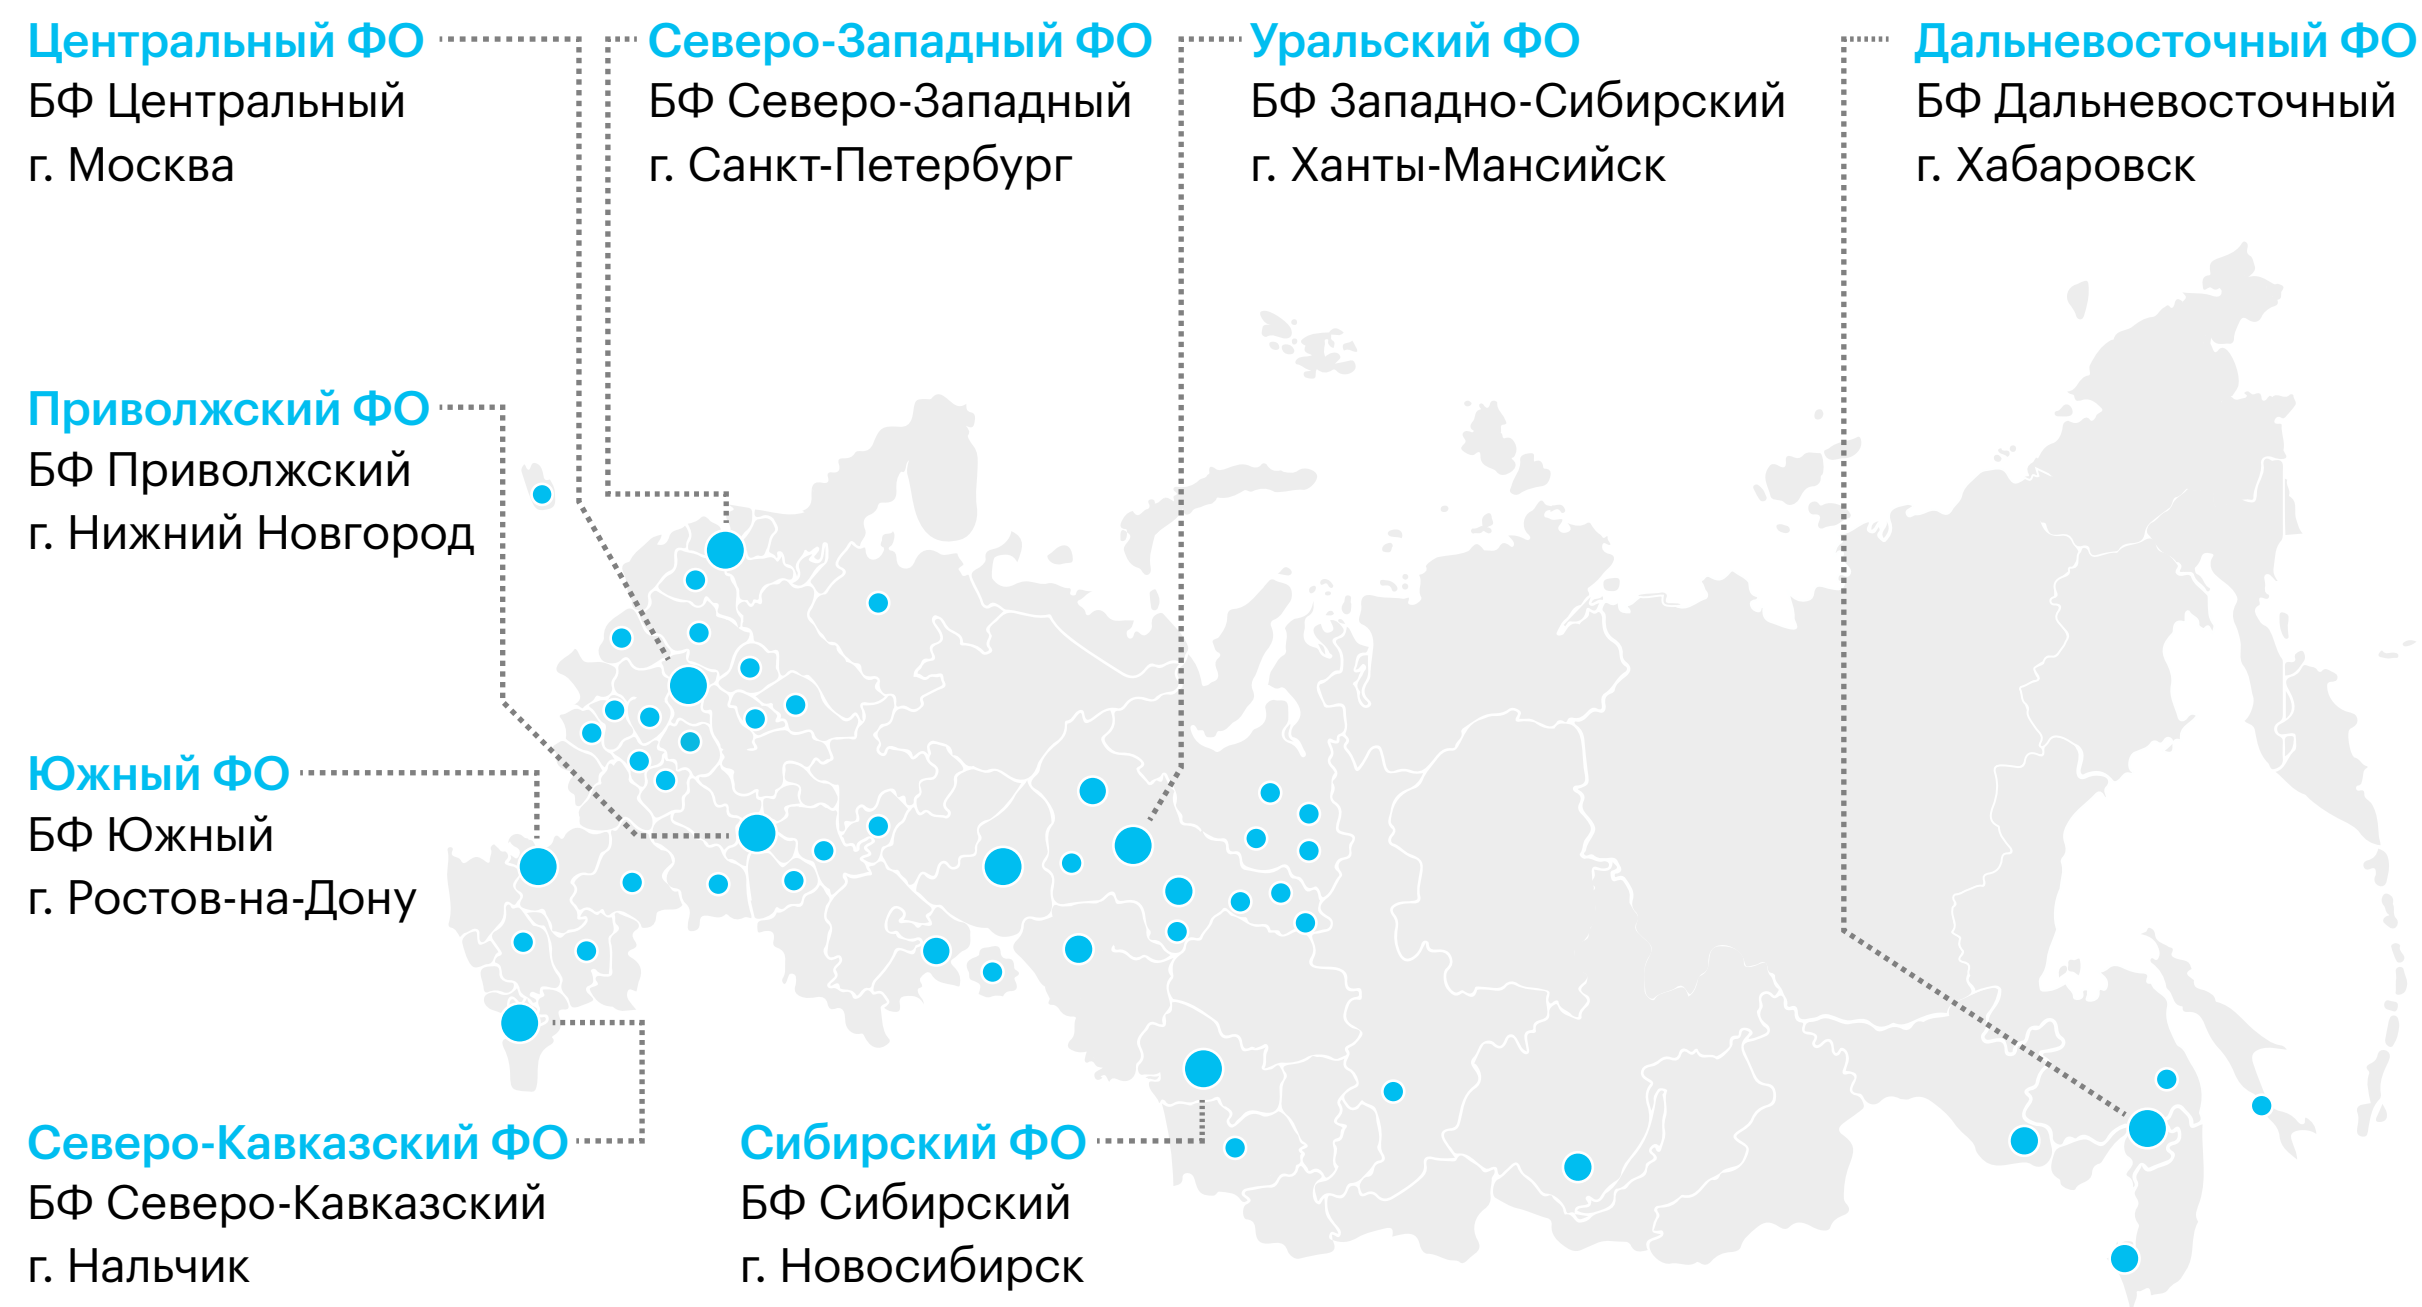 Центральный ФО
БФ Центральный
г. Москва
Северо-Западный ФО
БФ Северо-Западный
г. Санкт-Петербург
Уральский ФО
БФ Западно-Сибирский
г. Ханты-Мансийск
Дальневосточный ФО
БФ Дальневосточный
г. Хабаровск
Приволжский ФО
БФ Приволжский
г. Нижний Новгород
Южный ФО
БФ Южный
г. Ростов-на-Дону
Северо-Кавказский ФО
БФ Северо-Кавказский
г. Нальчик
Сибирский ФО
БФ Сибирский
г. Новосибирск